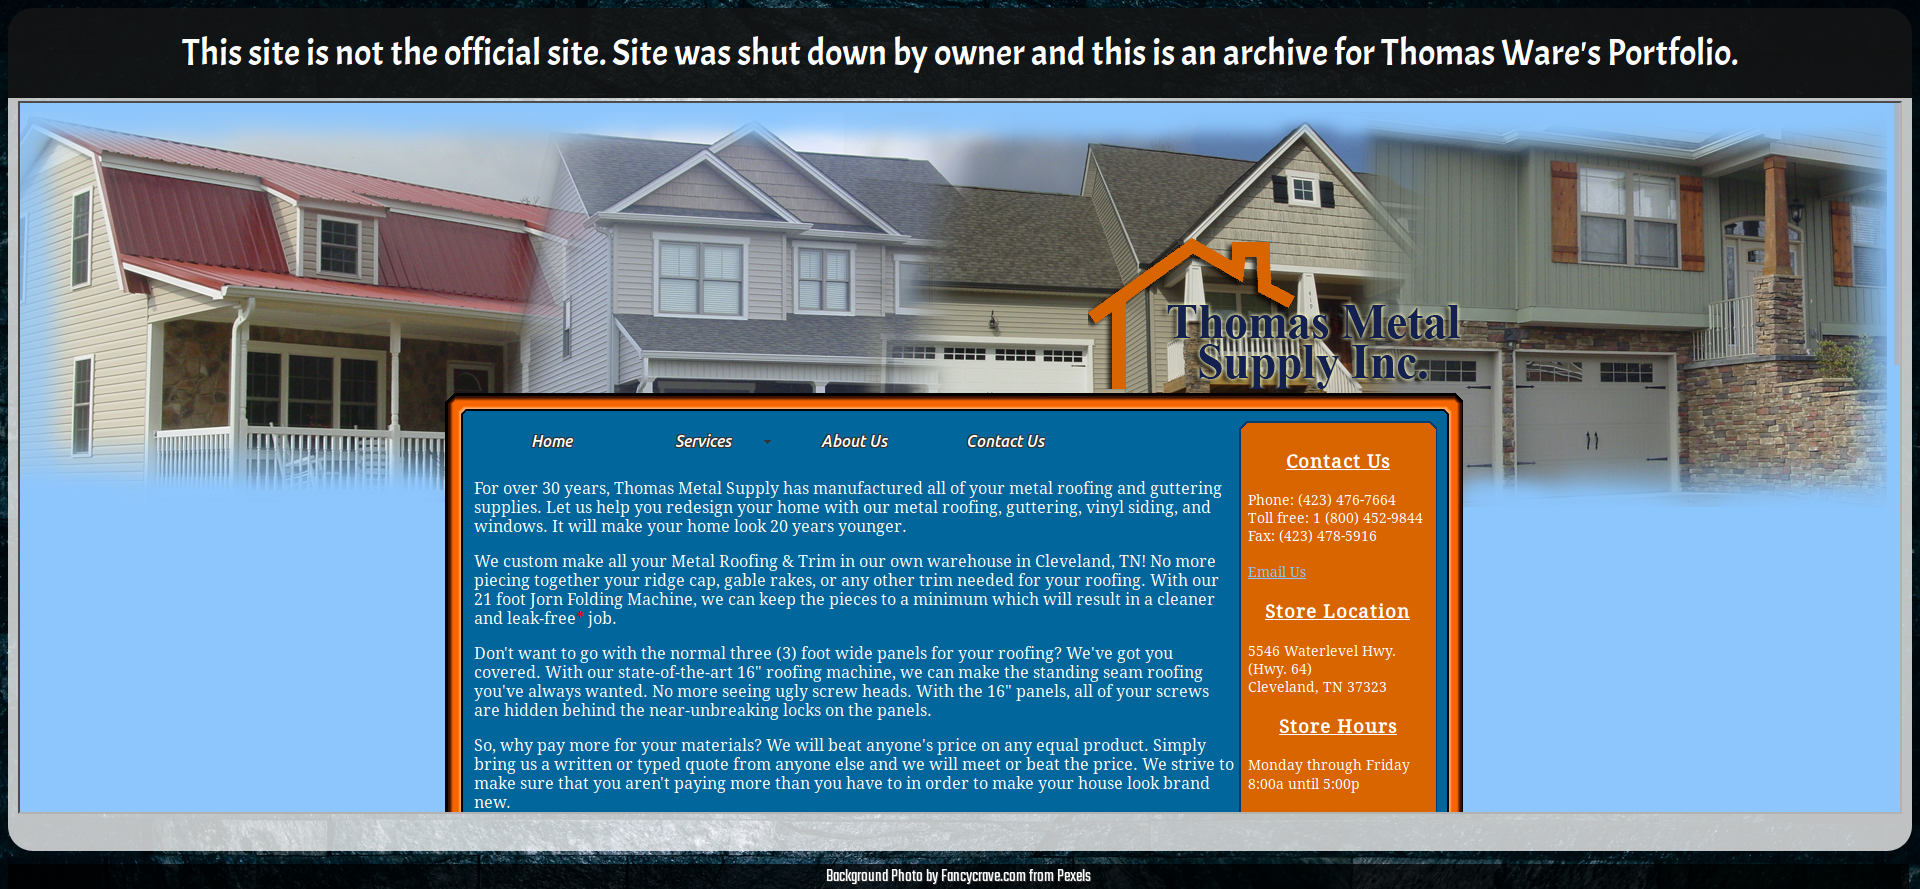 This site is not the official site. Site was shut down by owner and this is an archive for Thomas Ware's Portfolio.
Thomas Metal
Supply Inc.
Home Services About Us Contact Us
For over 30 years, Thomas Metal Supply has manufactured all of your metal roofing and guttering
supplies. Let us help you redesign your home with our metal roofing, guttering, vinyl siding, and
windows. It will make your home look 20 years younger.
We custom make all your Metal Roofing & Trim in our own warehouse in Cleveland, TN! No more
piecing together your ridge cap, gable rakes, or any other trim needed for your roofing. With our
21 foot Jorn Folding Machine, we can keep the pieces to a minimum which will result in a cleaner
and leak-free* job.
Don't want to go with the normal three (3) foot wide panels for your roofing? We've got you
covered. With our state-of-the-art 16" roofing machine, we can make the standing seam roofing
you've always wanted. No more seeing ugly screw heads. With the 16" panels, all of your screws
are hidden behind the near-unbreaking locks on the panels.
So, why pay more for your materials? We will beat anyone's price on any equal product. Simply
bring us a written or typed quote from anyone else and we will meet or beat the price. We strive to
make sure that you aren't paying more than you have to in order to make your house look brand
new.
Contact Us
Phone: (423) 476-7664
Toll free: 1 (800) 452-9844
Fax: (423) 478-5916
Email Us
Store Location
5546 Waterlevel Hwy.
(Hwy. 64)
Cleveland, TN 37323
Store Hours
Monday through Friday
8:00a until 5:00p
Background Photo by Fancycrave.com from Pexels